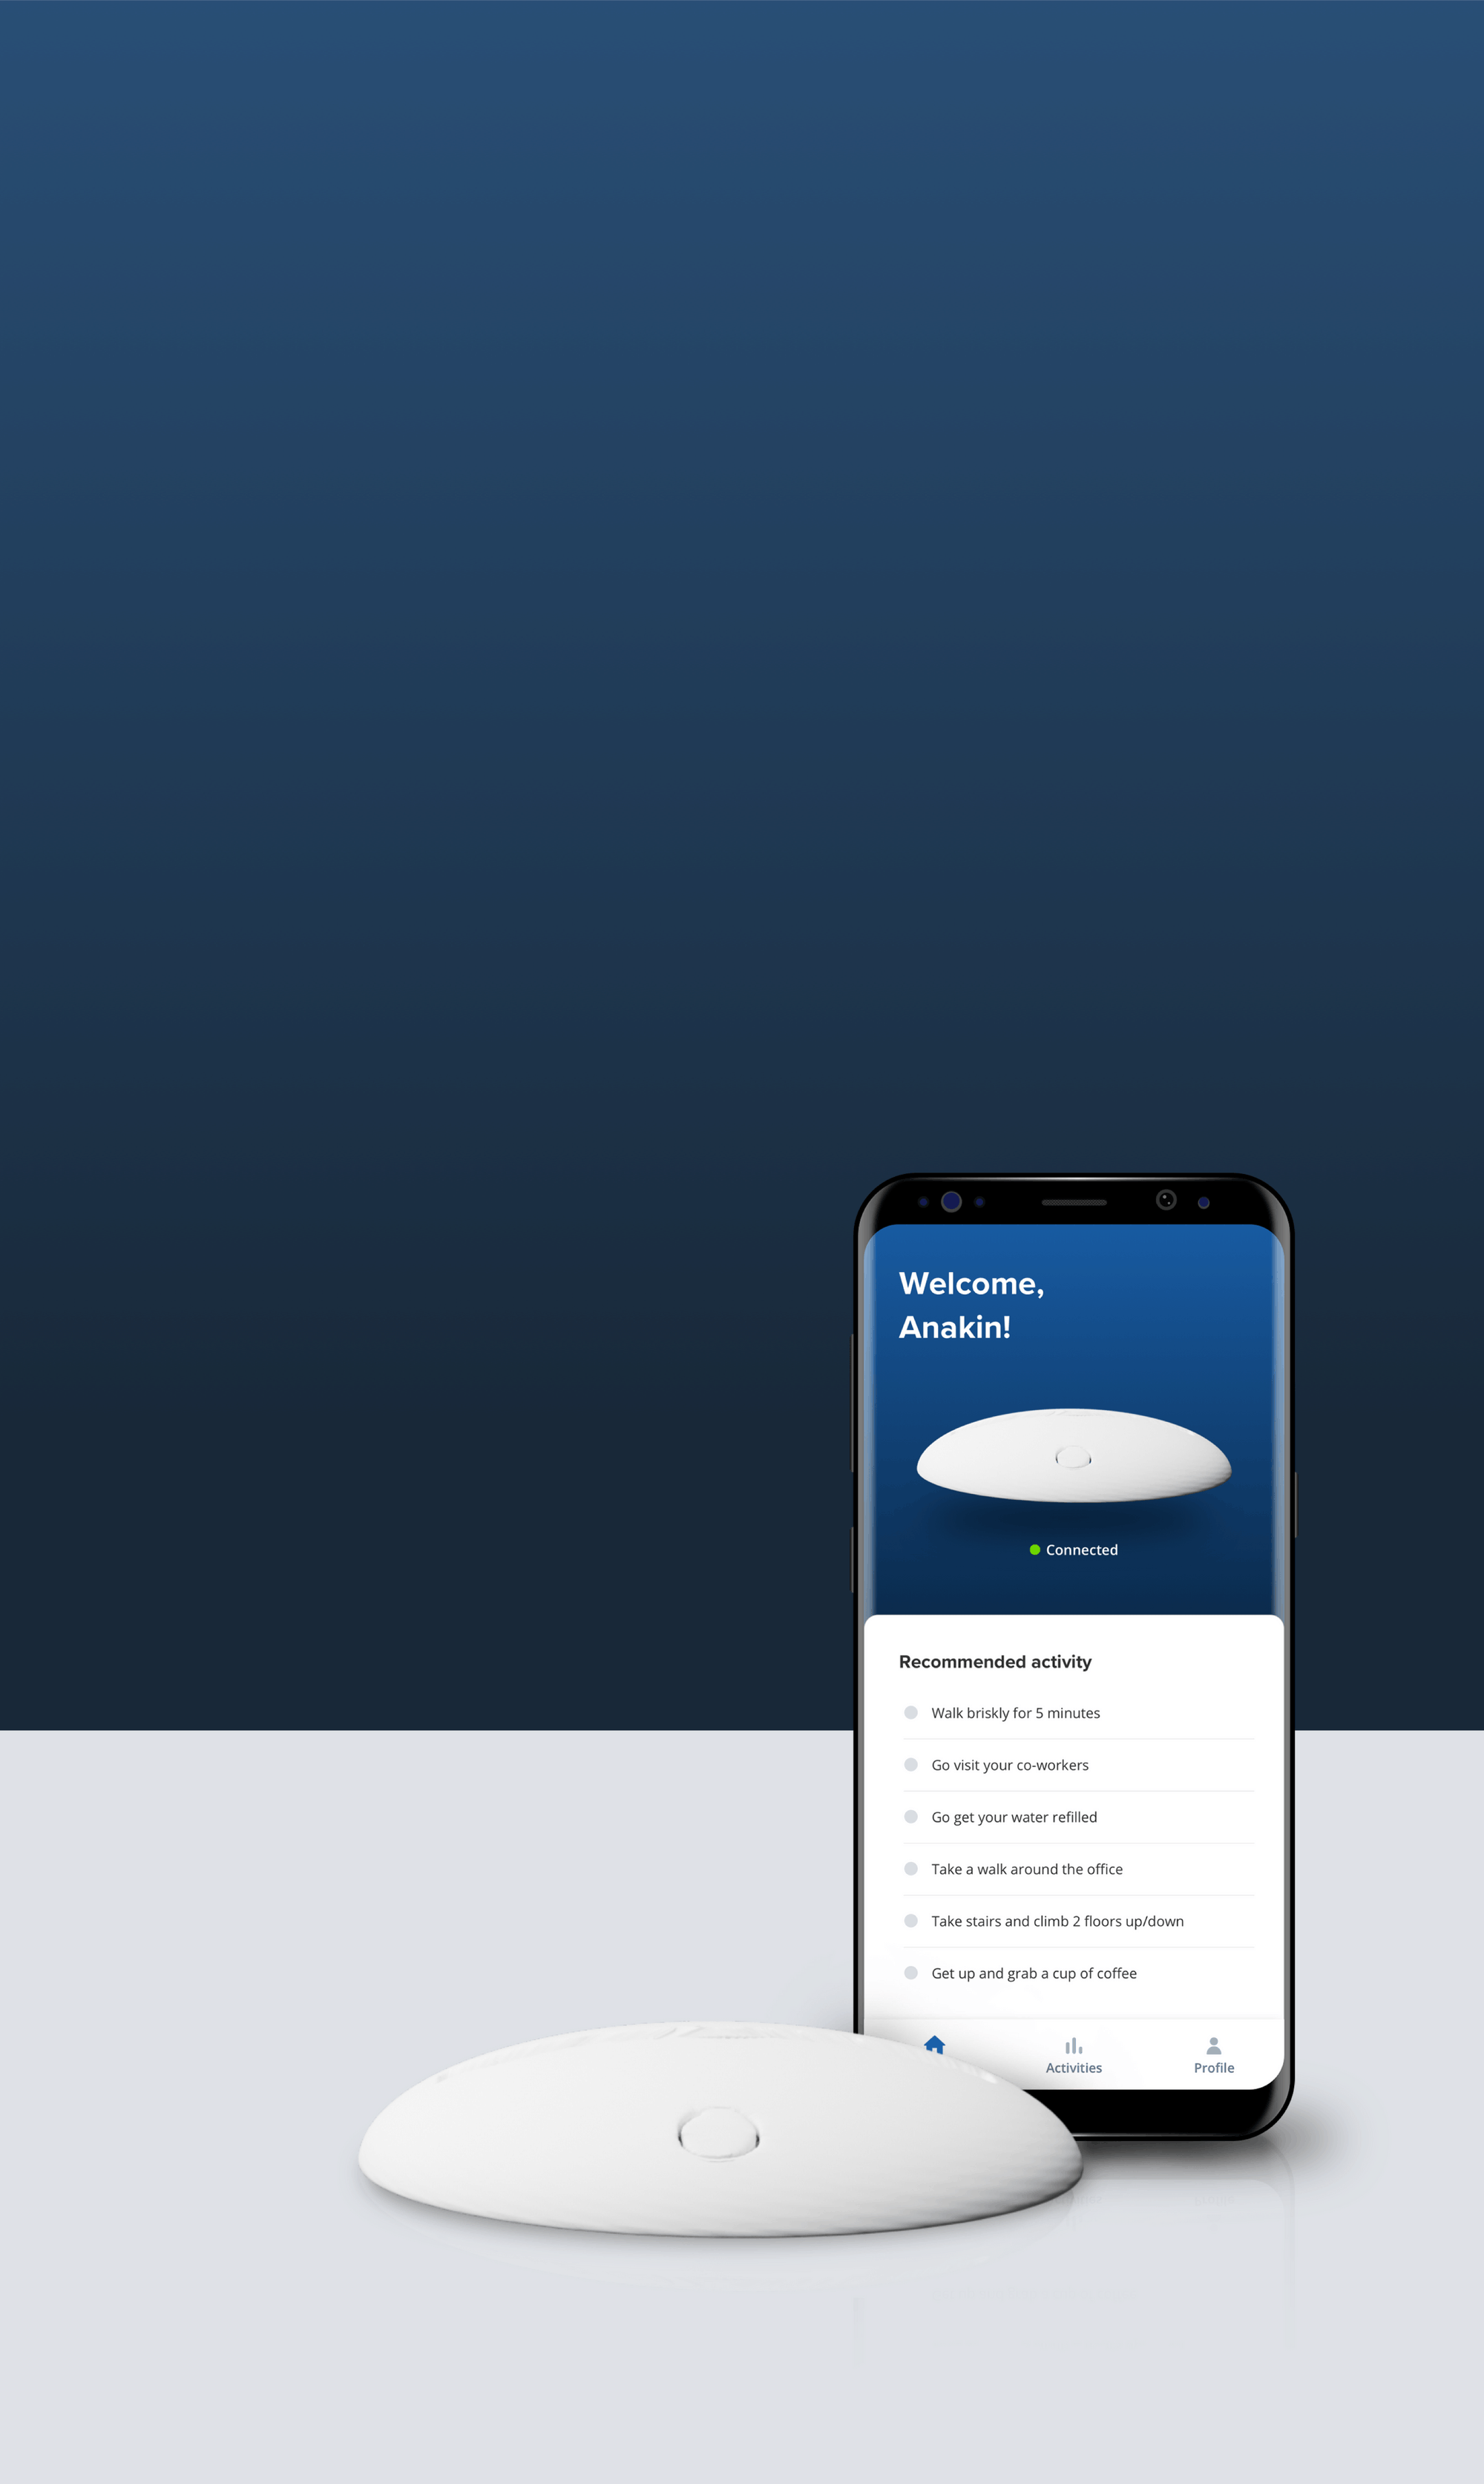 Welcome,
Anakin!
Connected
Recommended activity
Walk briskly for 5 minutes
Go visit your co-workers
Go get your water refilled
Take a walk around the office
Take stairs and climb 2 floors up/down
Get up and grab a cup of coffee
Activities
Profile